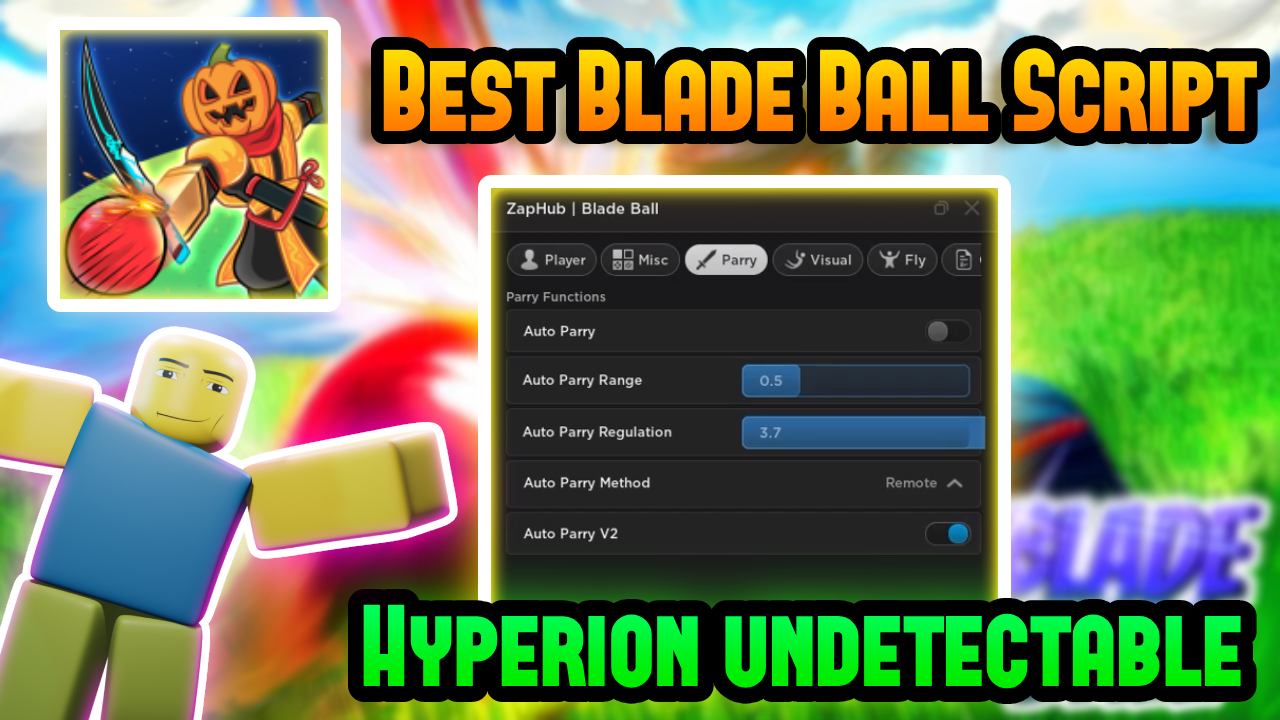 Best Blade Ball Script
ZapHub | Blade Ball
Player
Misc
Parry
Visual
Fly
Parry Functions
Auto Parry
Auto Parry Range
0.5
Auto Parry Regulation
3.7
Auto Parry Method
Remote
Auto Parry V2
BLADE
Hyperion undetectable